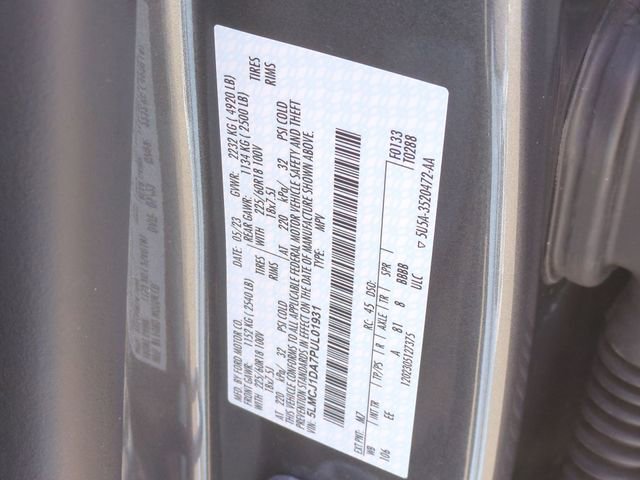 MFD. BY FORD MOTOR CO.
DATE: 05/23 GVWR: 2232 KG ( 4920 LB)
FRONT GAWR: 1152 KG ( 2540 LB) REAR GAWR: 1134 KG ( 2500 LB)
WITH 225/60R18 100V TIRES WITH 225/60R18 100V TIRES
18x7.5J RIMS 18x7.5J RIMS
AT 220 kPa/ 32 PSI COLD AT 220 kPa/ 32 PSI COLD
THIS VEHICLE CONFORMS TO ALL APPLICABLE FEDERAL MOTOR VEHICLE SAFETY AND THEFT
PREVENTION STANDARDS IN EFFECT ON THE DATE OF MANUFACTURE SHOWN ABOVE.
VIN: 5LMCJ1DA7PUL01931 TYPE: MPV
F0133
T0288
EXT PNT: M7 RC: 45 DSO:
WB INT TR TP/PS R AXLE TR SPR
106 EE A 81 8 BBBB
120230512737S ULC
▽ 5U5A-3520472-AA